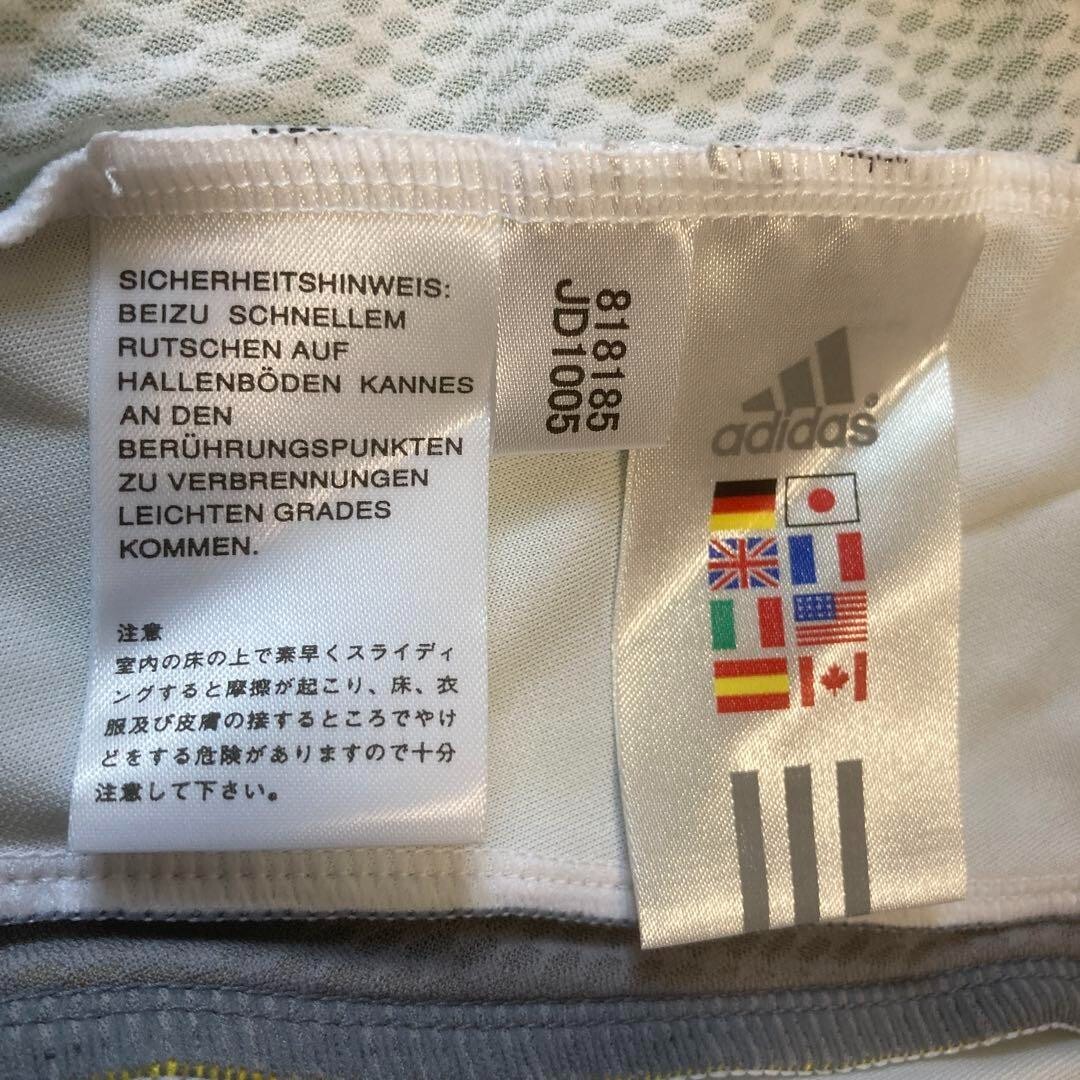 SICHERHEITSHINWEIS:
BEIZU SCHNELLEM
RUTSCHEN AUF
HALLENBÖDEN KANNES
AN DEN
BERÜHRUNGSPUNKTEN
ZU VERBRENNUNGEN
LEICHTEN GRADES
KOMMEN.
注意
室内の床の上で素早くスライディ
ングすると摩擦が起こり、床、衣
服及び皮膚の接するところでやけ
どをする危険がありますので十分
注意して下さい。
818185
JD1005
adidas®